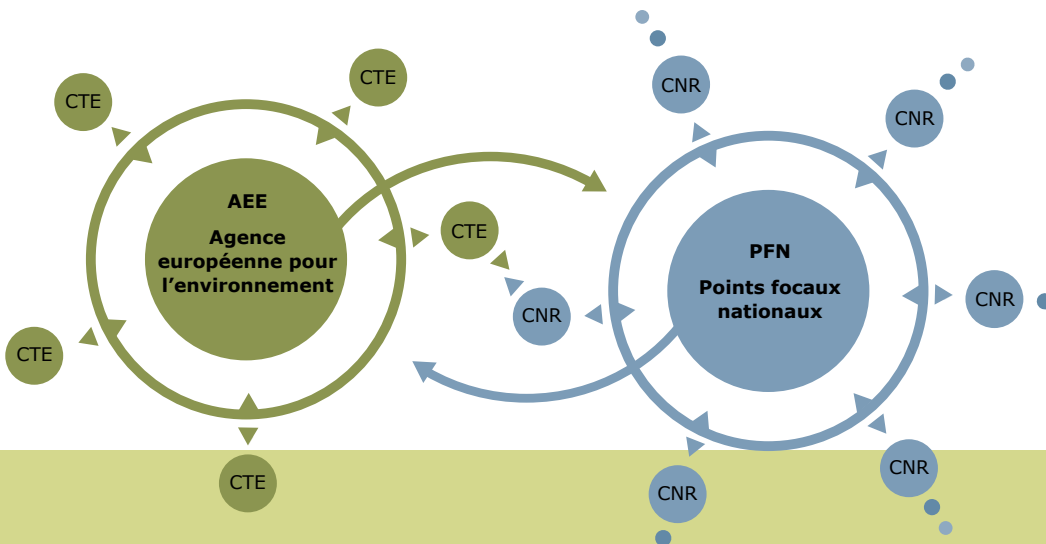 CTE
CTE
AEE
Agence
européenne pour
l’environnement
CTE
CTE
CTE
CNR
CNR
CNR
PFN
Points focaux
nationaux
CNR
CNR
CNR